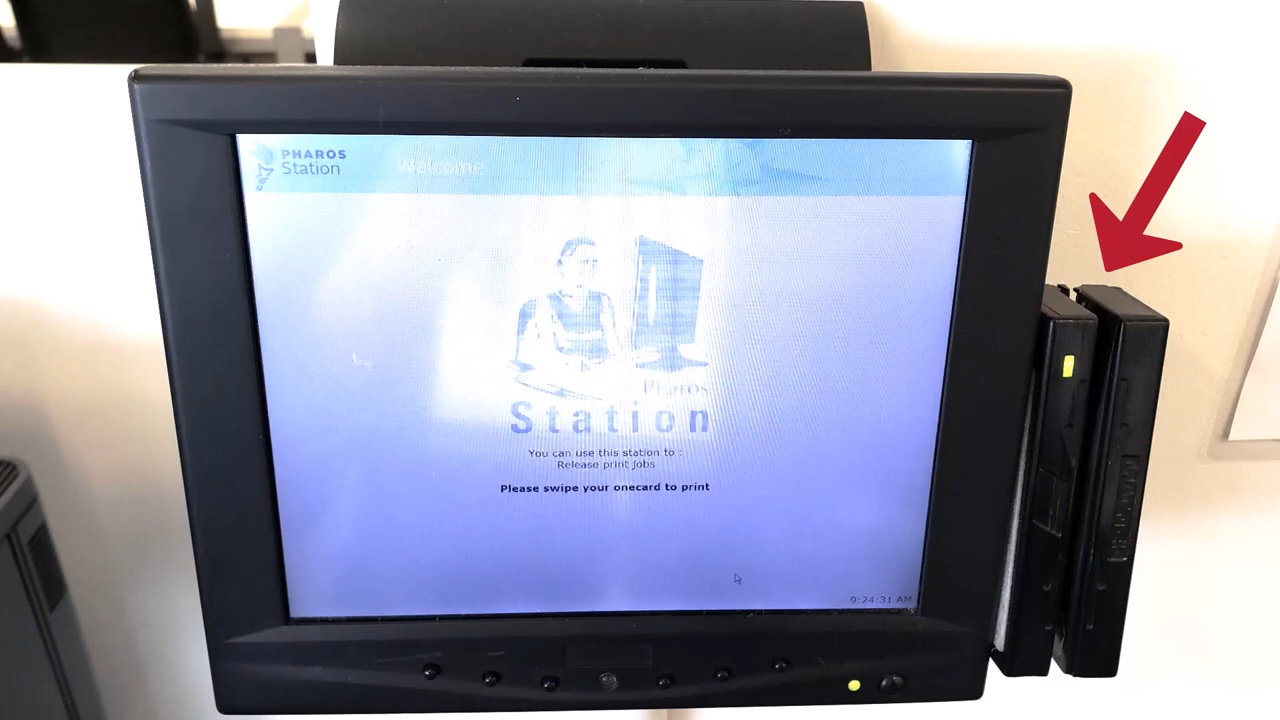 PHAROS
Station
Welcome
Pharos
Station
You can use this station to :
Release print jobs
Please swipe your onecard to print
9:24:31 AM